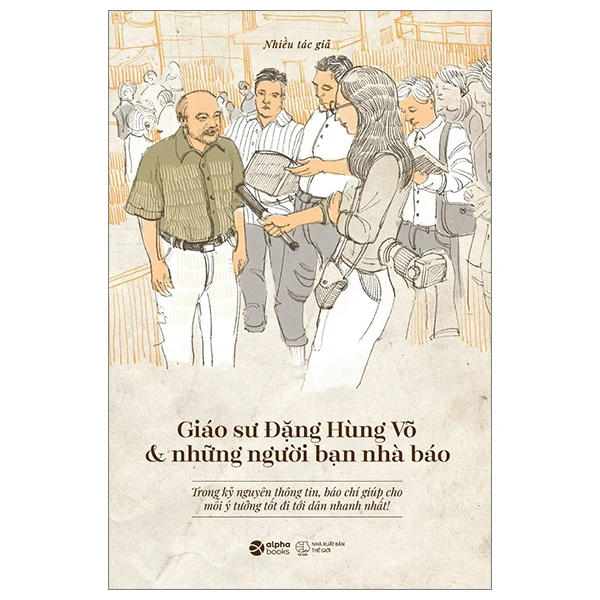 Nhiều tác giả
Giáo sư Đặng Hùng Võ
& những người bạn nhà báo
Trong kỷ nguyên thông tin, báo chí giúp cho
mỗi ý tưởng tốt đi tới dân nhanh nhất!
alpha
books
NHÀ XUẤT BẢN
THẾ GIỚI